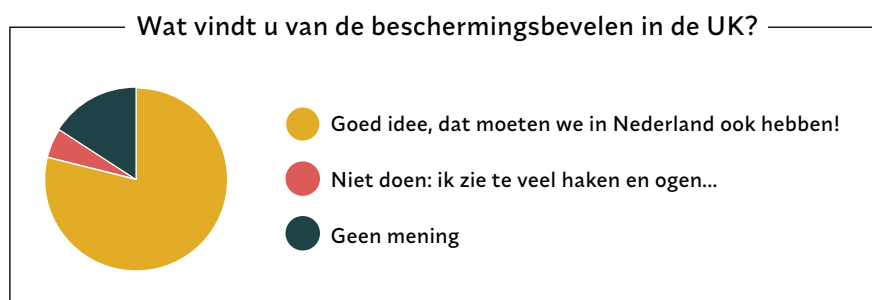 Wat vindt u van de beschermingsbevelen in de UK?
Goed idee, dat moeten we in Nederland ook hebben!
Niet doen: ik zie te veel haken en ogen...
Geen mening